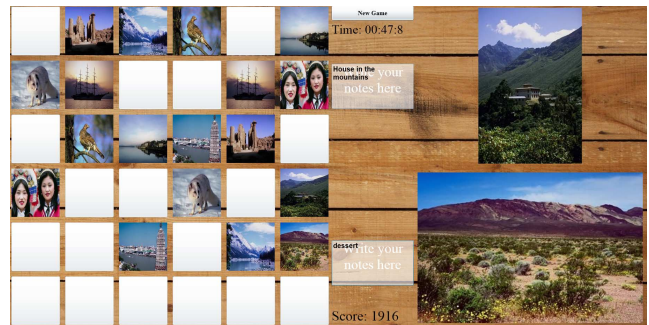 New Game
Time: 00:47:8
House in the
mountains
write your
notes here
dessert
write your
notes here
Score: 1916